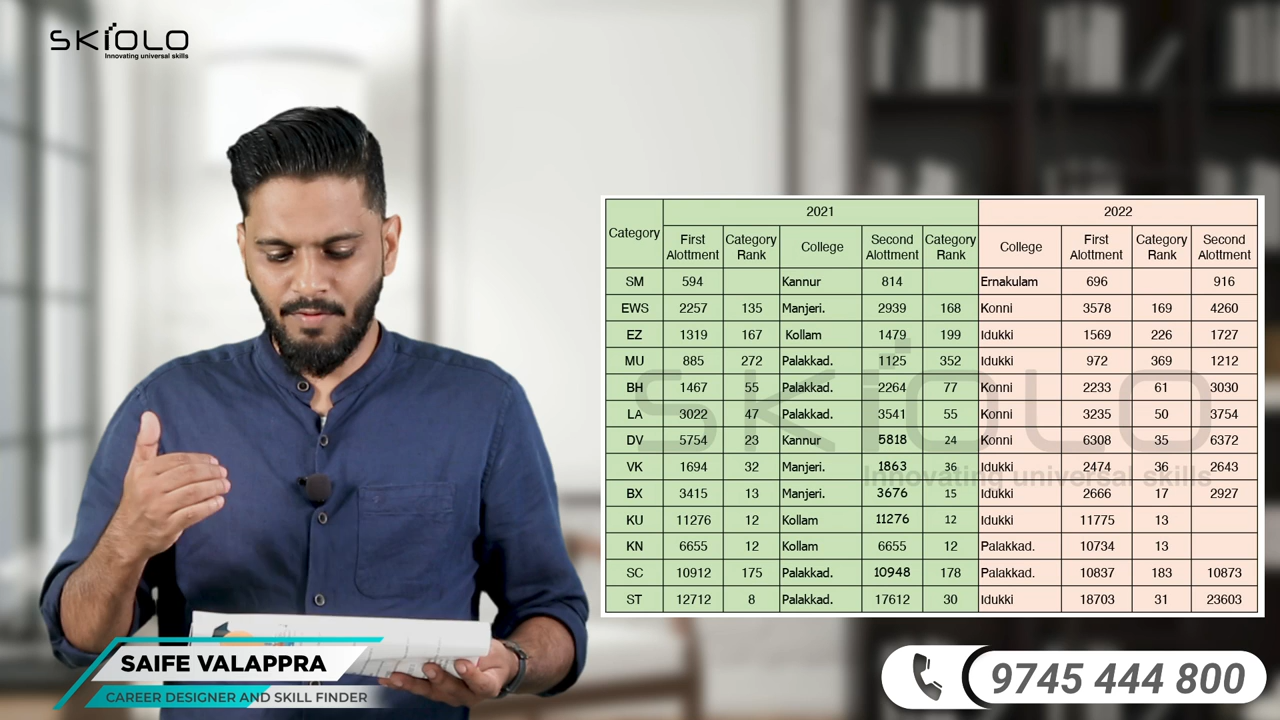 SKIOLO
Innovating universal skills
2021 2022
Category First Alottment Category Rank College Second Alottment Category Rank College First Alottment Category Rank Second Alottment
SM 594 Kannur 814 Ernakulam 696 916
EWS 2257 135 Manjeri. 2939 168 Konni 3578 169 4260
EZ 1319 167 Kollam 1479 199 Idukki 1569 226 1727
MU 885 272 Palakkad. 1125 352 Idukki 972 369 1212
BH 1467 55 Palakkad. 2264 77 Konni 2233 61 3030
LA 3022 47 Palakkad. 3541 55 Konni 3235 50 3754
DV 5754 23 Kannur 5818 24 Konni 6308 35 6372
VK 1694 32 Manjeri. 1863 36 Idukki 2474 36 2643
BX 3415 13 Manjeri. 3676 15 Idukki 2666 17 2927
KU 11276 12 Kollam 11276 12 Idukki 11775 13
KN 6655 12 Kollam 6655 12 Palakkad. 10734 13
SC 10912 175 Palakkad. 10948 178 Palakkad. 10837 183 10873
ST 12712 8 Palakkad. 17612 30 Idukki 18703 31 23603
SKIOLO
Innovating universal skills
SAIFE VALAPPRA
CAREER DESIGNER AND SKILL FINDER
9745 444 800